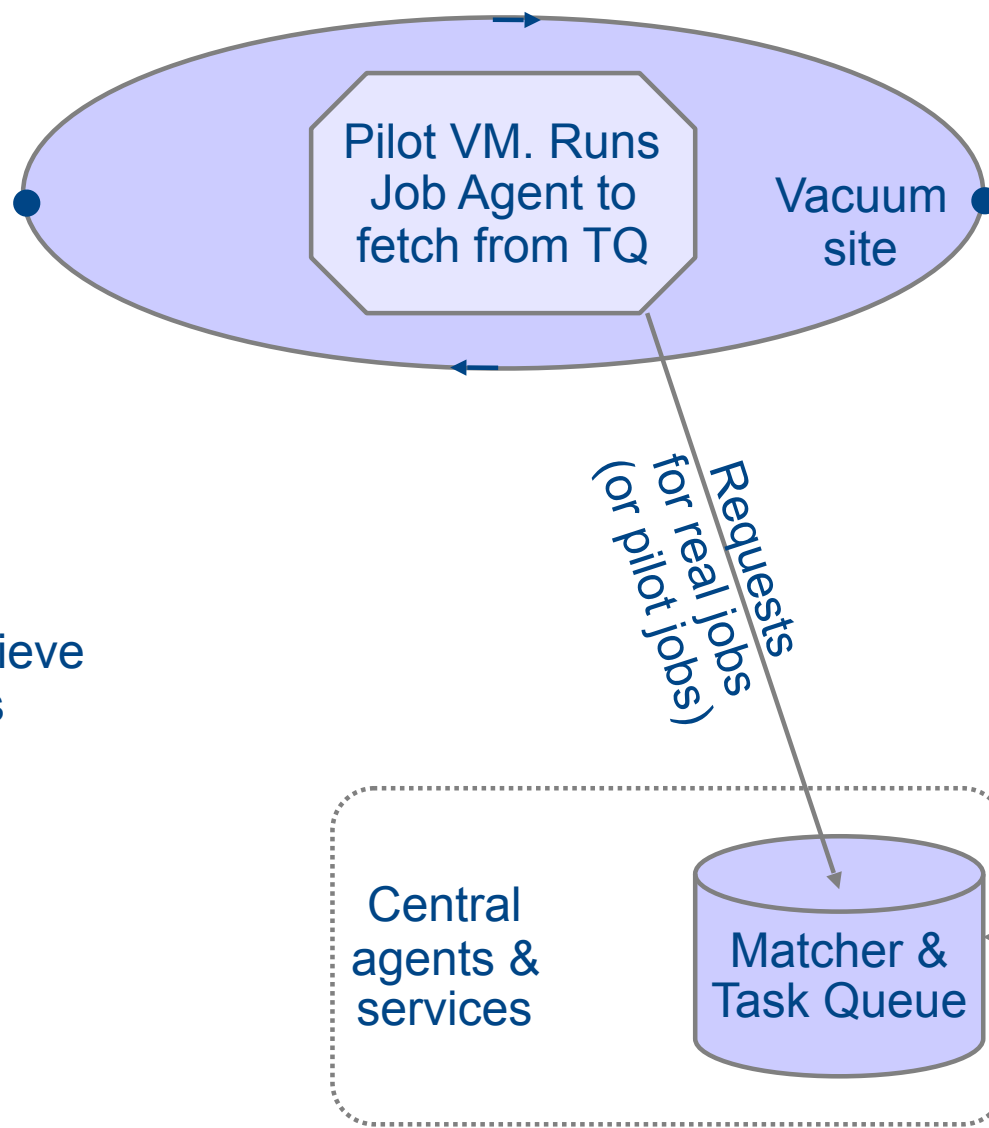 Pilot VM. Runs
Job Agent to
fetch from TQ
Vacuum
site
Requests
for real jobs
(or pilot jobs)
ieve
s
Central
agents &
services
Matcher &
Task Queue